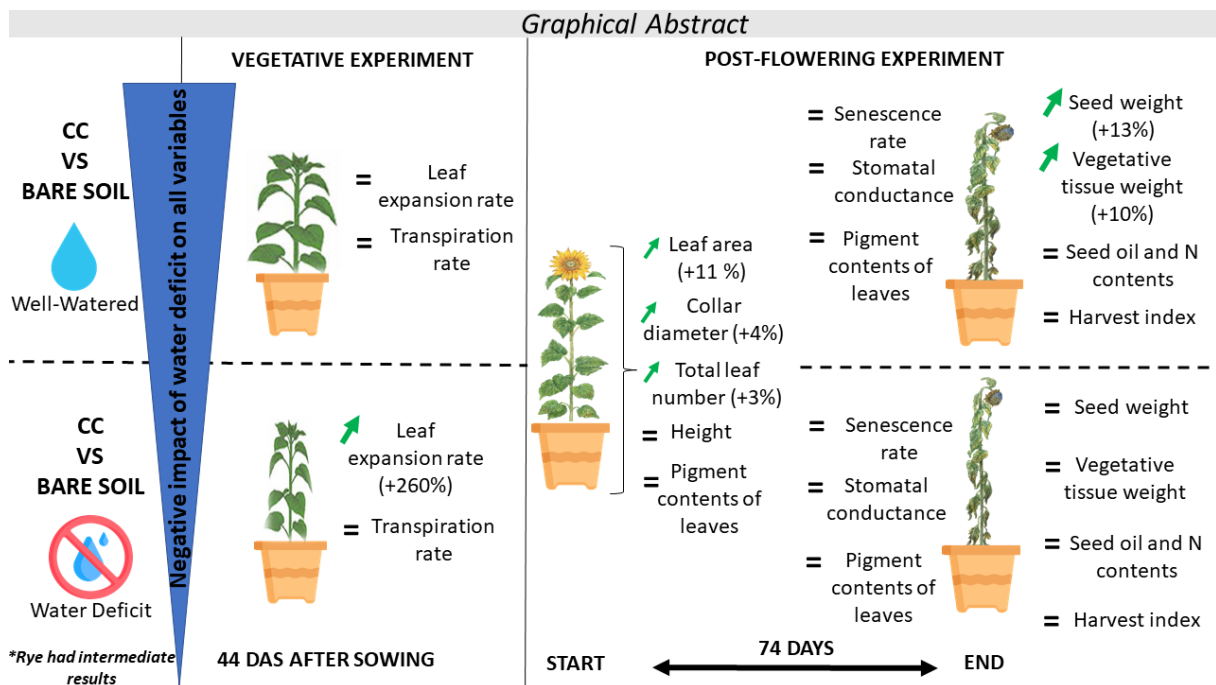 Graphical Abstract
VEGETATIVE EXPERIMENT
POST-FLOWERING EXPERIMENT
CC
VS
BARE SOIL
Well-Watered
CC
VS
BARE SOIL
Water Deficit
*Rye had intermediate
results
Negative impact of water deficit on all variables
= Leaf
expansion rate
= Transpiration
rate
Leaf
expansion rate
(+260%)
= Transpiration
rate
44 DAS AFTER SOWING
Leaf area
(+11 %)
Collar
diameter (+4%)
Total leaf
number (+3%)
= Height
= Pigment
contents of
leaves
= Senescence
rate
= Stomatal
conductance
= Pigment
contents of
leaves
Seed weight
(+13%)
Vegetative
tissue weight
(+10%)
= Seed oil and N
contents
= Harvest index
= Senescence
rate
= Stomatal
conductance
= Pigment
contents of
leaves
= Seed weight
= Vegetative
tissue weight
= Seed oil and N
contents
= Harvest index
START
74 DAYS
END